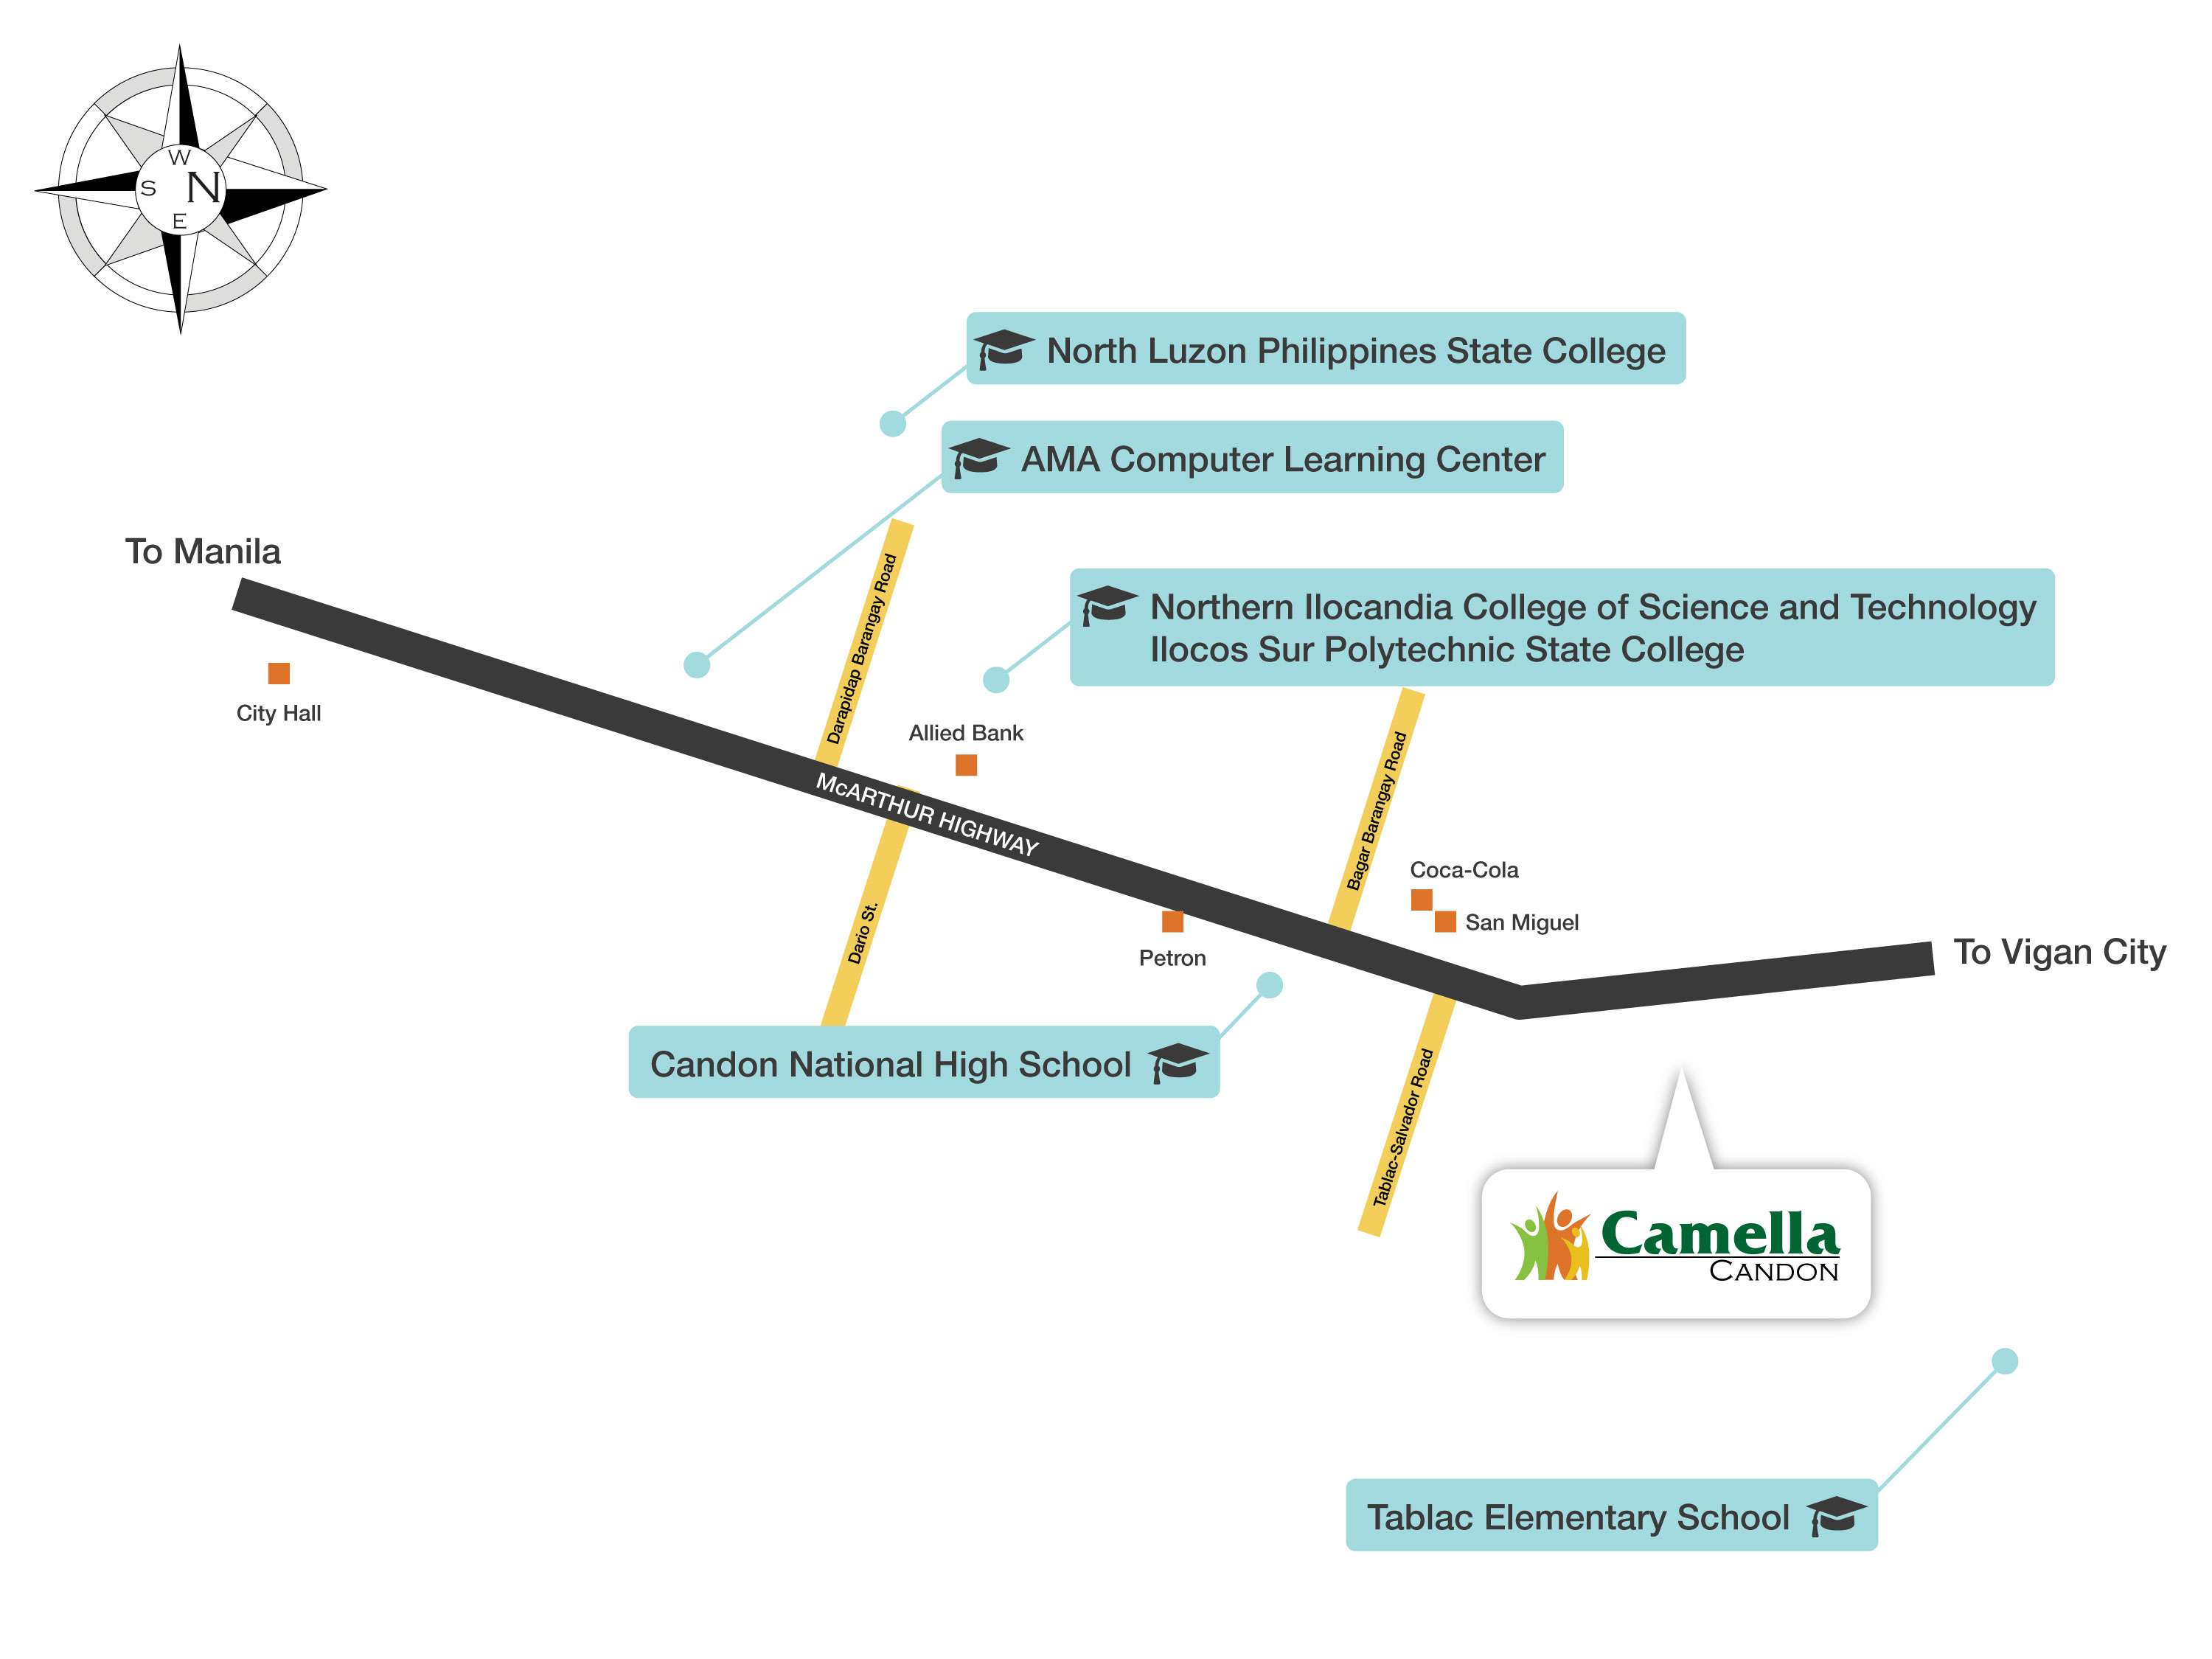 W
S N
E
North Luzon Philippines State College
AMA Computer Learning Center
To Manila
Darapidap Barangay Road
Northern Ilocandia College of Science and Technology
Ilocos Sur Polytechnic State College
City Hall
Allied Bank
McARTHUR HIGHWAY
Bagar Barangay Road
Coca-Cola
San Miguel
Dario St.
Petron
To Vigan City
Candon National High School
Tablac-Salvador Road
Camella
CANDON
Tablac Elementary School